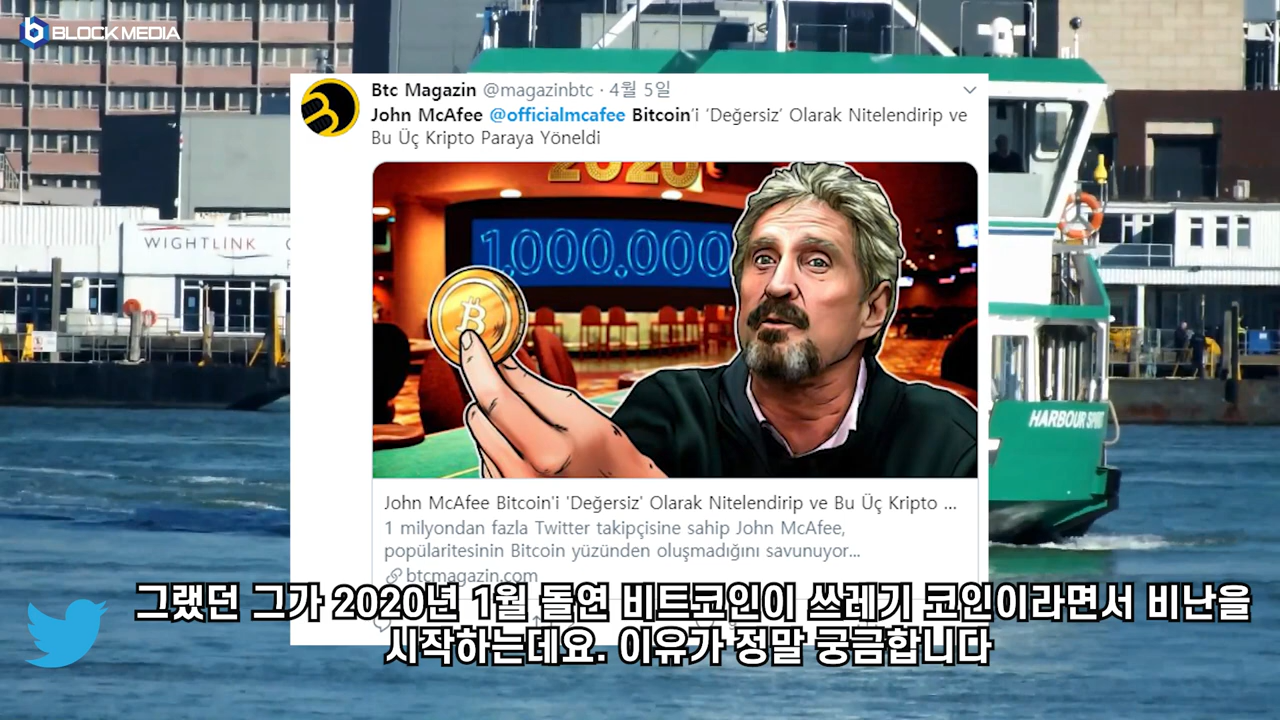 BLOCKMEDIA
Btc Magazin @magazinbtc · 4월 5일
John McAfee @officialmcafee Bitcoin'i 'Değersiz' Olarak Nitelendirip ve
Bu Üç Kripto Paraya Yöneldi
2020
1.000.000
B
WIGHTLINK
HARBOUR SPIRIT
John McAfee Bitcoin'i 'Değersiz' Olarak Nitelendirip ve Bu Üç Kripto ...
1 milyondan fazla Twitter takipçisine sahip John McAfee,
popülaritesinin Bitcoin yüzünden oluşmadığını savunuyor...
btcmagazin.com
그랬던 그가 2020년 1월 돌연 비트코인이 쓰레기 코인이라면서 비난을
시작하는데요. 이유가 정말 궁금합니다